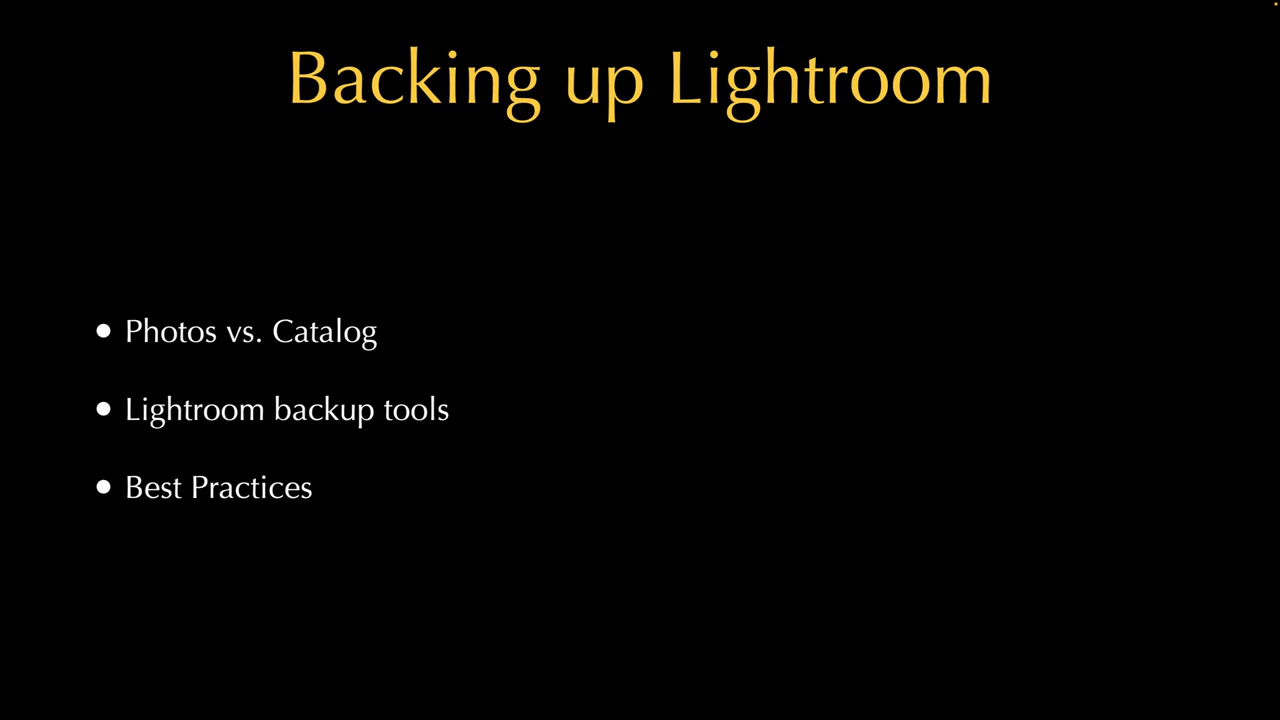 Backing up Lightroom
• Photos vs. Catalog
• Lightroom backup tools
• Best Practices